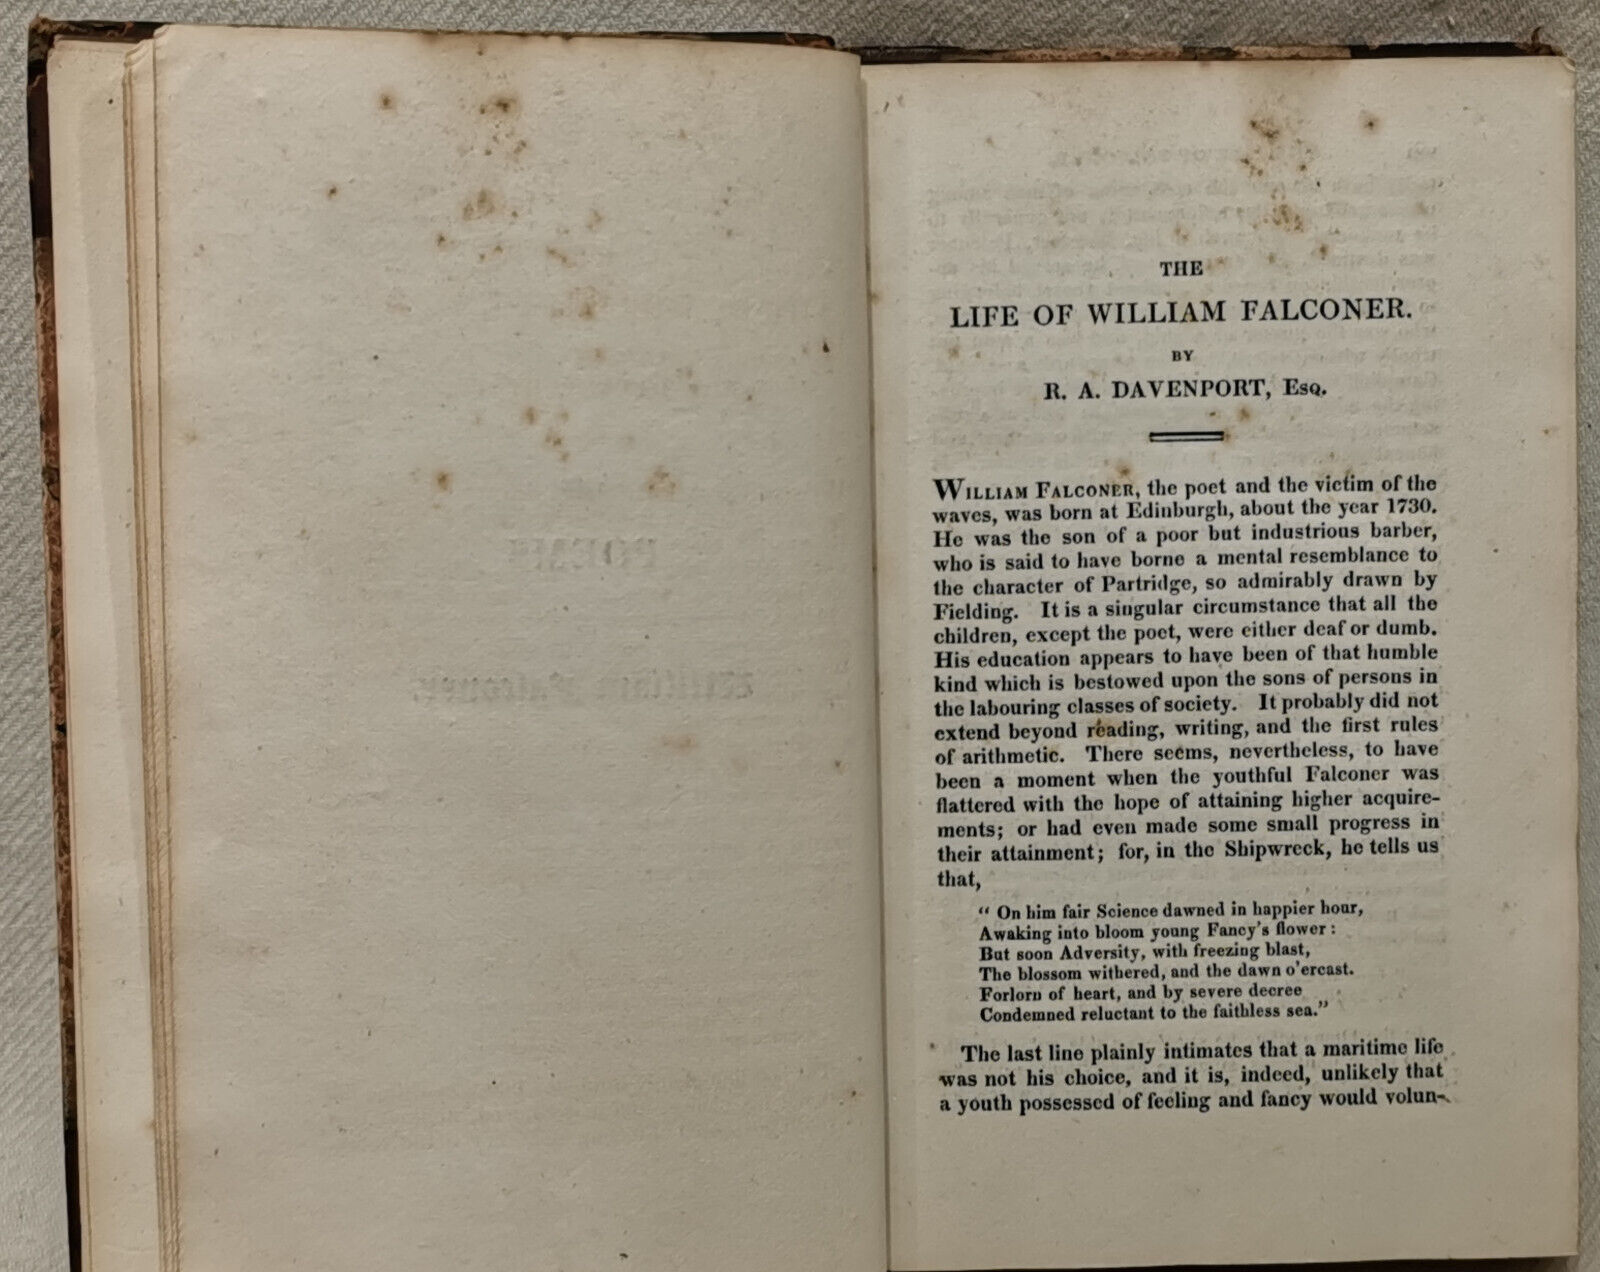 THE
LIFE OF WILLIAM FALCONER.
BY
R. A. DAVENPORT, Esq.
William Falconer, the poet and the victim of the
waves, was born at Edinburgh, about the year 1730.
He was the son of a poor but industrious barber,
who is said to have borne a mental resemblance to
the character of Partridge, so admirably drawn by
Fielding. It is a singular circumstance that all the
children, except the poet, were either deaf or dumb.
His education appears to have been of that humble
kind which is bestowed upon the sons of persons in
the labouring classes of society. It probably did not
extend beyond reading, writing, and the first rules
of arithmetic. There seems, nevertheless, to have
been a moment when the youthful Falconer was
flattered with the hope of attaining higher acquire-
ments; or had even made some small progress in
their attainment; for, in the Shipwreck, he tells us
that,
“ On him fair Science dawned in happier hour,
Awaking into bloom young Fancy's flower:
But soon Adversity, with freezing blast,
The blossom withered, and the dawn o'ercast.
Forlorn of heart, and by severe decree
Condemned reluctant to the faithless sea.”
The last line plainly intimates that a maritime life
was not his choice, and it is, indeed, unlikely that
a youth possessed of feeling and fancy would volun-